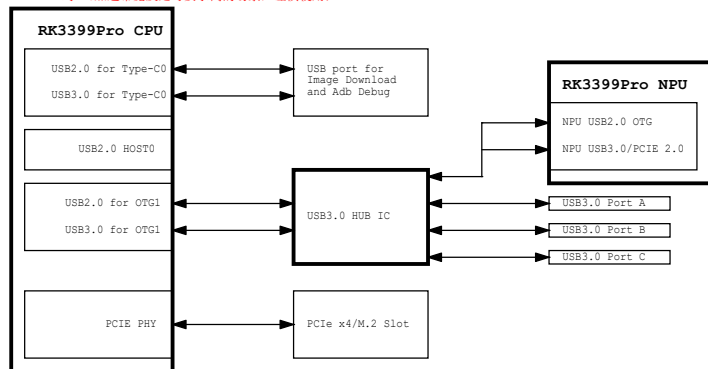 RK3399Pro CPU
USB2.0 for Type-C0
USB3.0 for Type-C0
USB port for
Image Download
and Adb Debug
RK3399Pro NPU
NPU USB2.0 OTG
NPU USB3.0/PCIE 2.0
USB2.0 HOST0
USB2.0 for OTG1
USB3.0 for OTG1
USB3.0 HUB IC
USB3.0 Port A
USB3.0 Port B
USB3.0 Port C
PCIE PHY
PCIe x4/M.2 Slot